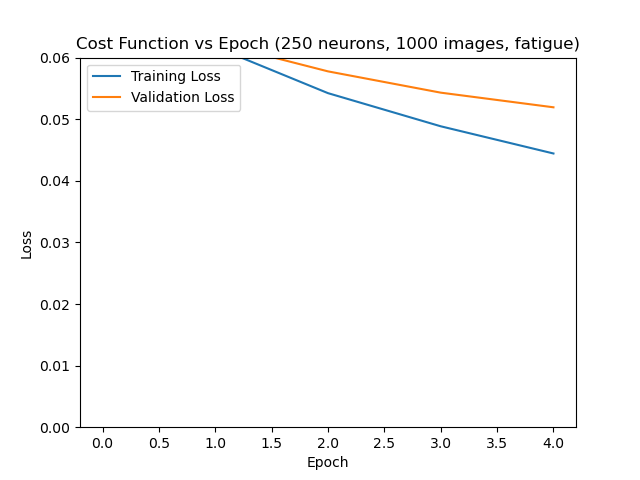 Cost Function vs Epoch (250 neurons, 1000 images, fatigue)
Training Loss
Validation Loss
0.06
0.05
0.04
0.03
0.02
0.01
0.00
Loss
0.0 0.5 1.0 1.5 2.0 2.5 3.0 3.5 4.0
Epoch